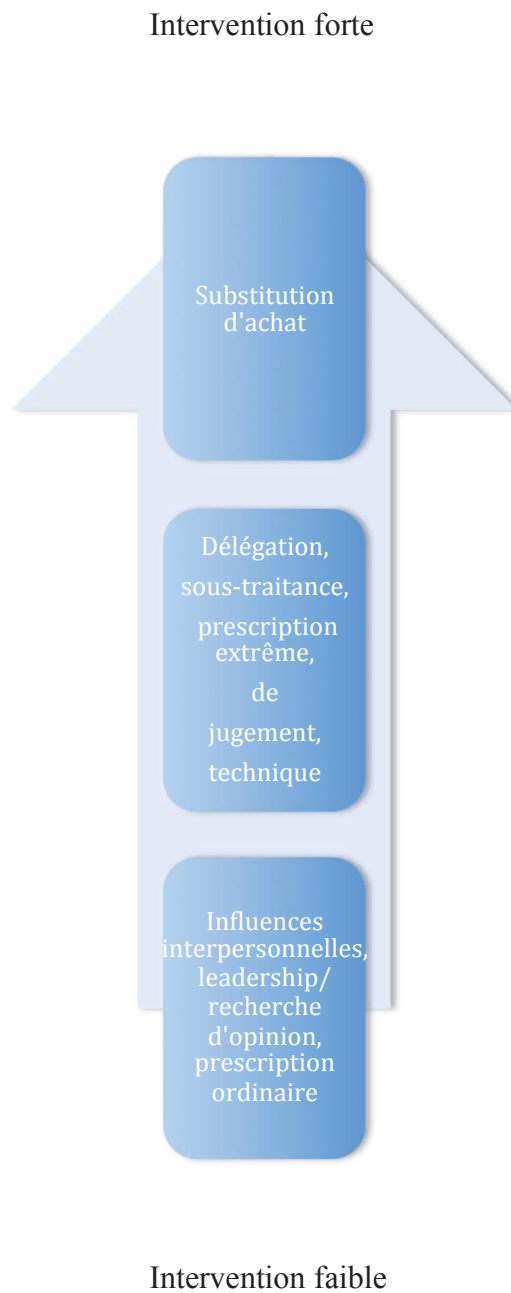 Intervention forte
Substitution
d'achat
Délégation,
sous-traitance,
prescription
extrême,
de
jugement,
technique
Influences
interpersonnelles,
leadership/
recherche
d'opinion,
prescription
ordinaire
Intervention faible